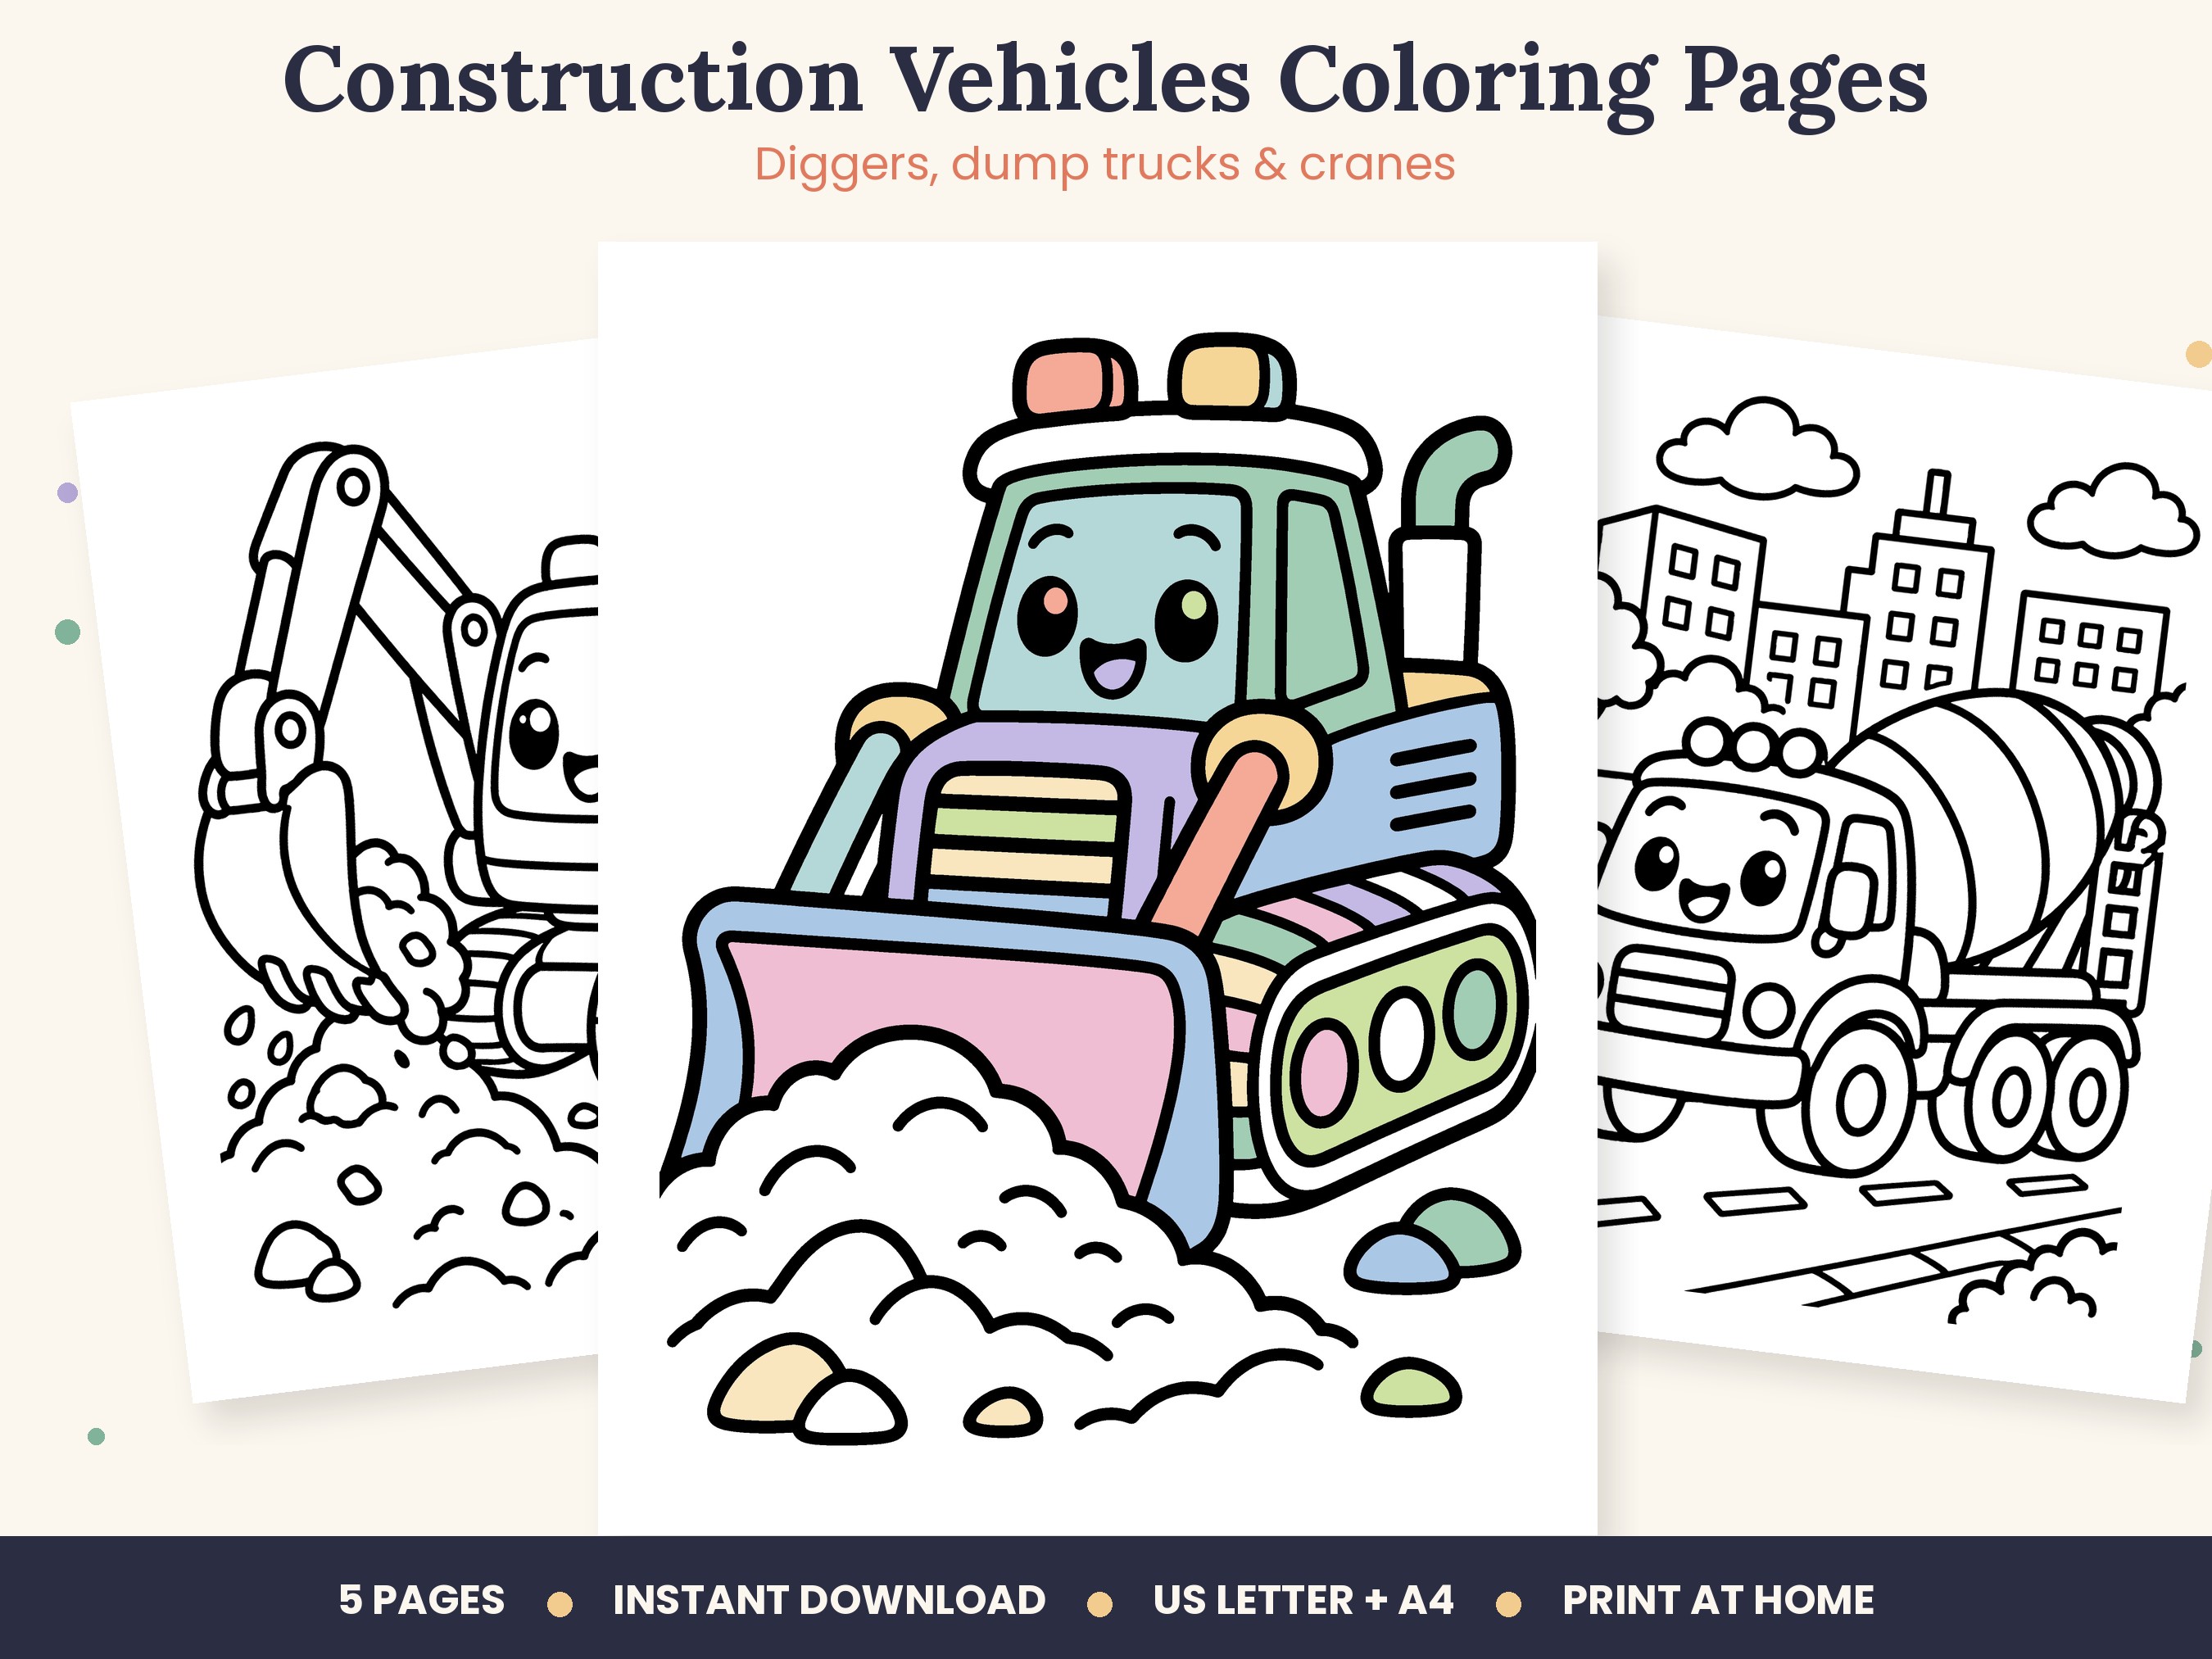 Construction Vehicles Coloring Pages
Diggers, dump trucks & cranes
5 PAGES ● INSTANT DOWNLOAD ● US LETTER + A4 ● PRINT AT HOME